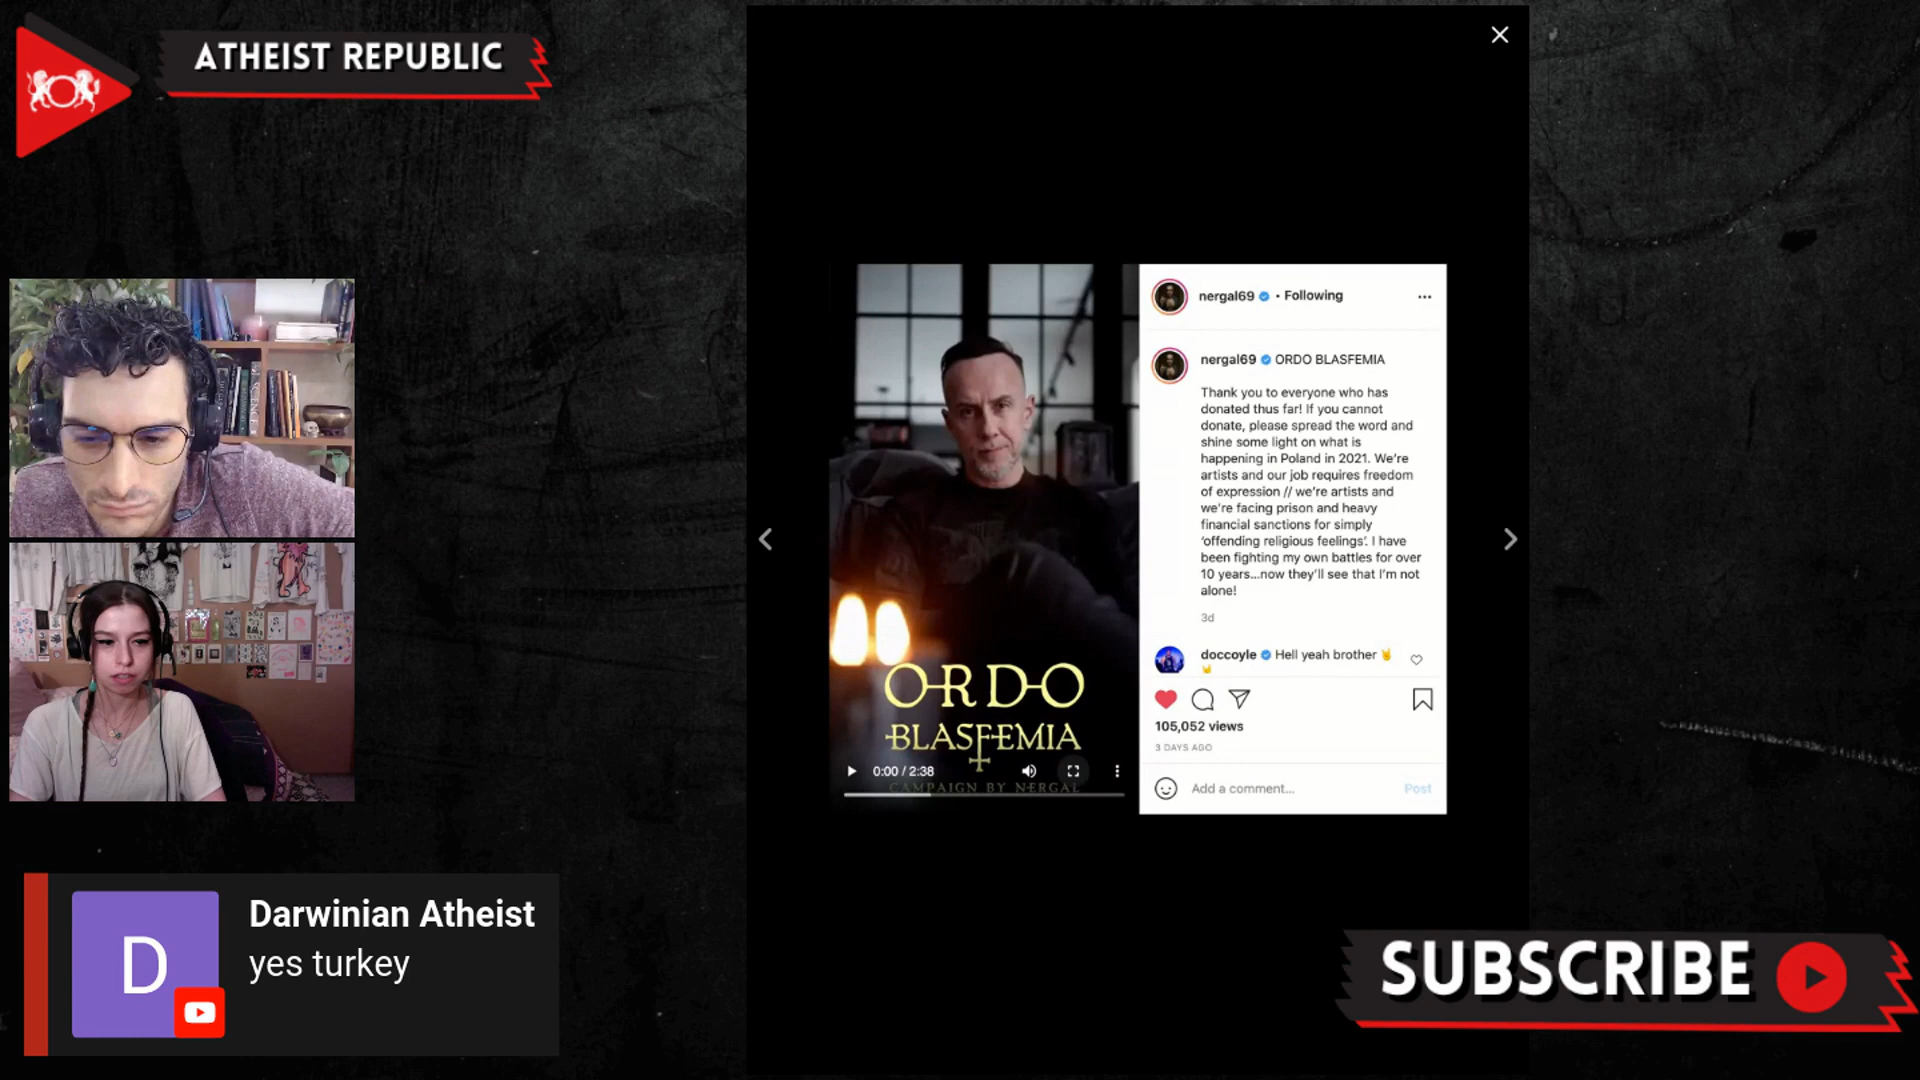 ATHEIST REPUBLIC
nergal69 • Following
nergal69 ORDO BLASFEMIA
Thank you to everyone who has
donated thus far! If you cannot
donate, please spread the word and
shine some light on what is
happening in Poland in 2021. We're
artists and our job requires freedom
of expression // we're artists and
we're facing prison and heavy
financial sanctions for simply
'offending religious feelings'. I have
been fighting my own battles for over
10 years...now they'll see that I'm not
alone!
3d
doccoyle Hell yeah brother 🤘
🤘
105,052 views
3 DAYS AGO
Add a comment...
Post
ORDO
BLASFEMIA
0:00 / 2:38
CAMPAIGN BY NERGAL
D
Darwinian Atheist
yes turkey
SUBSCRIBE